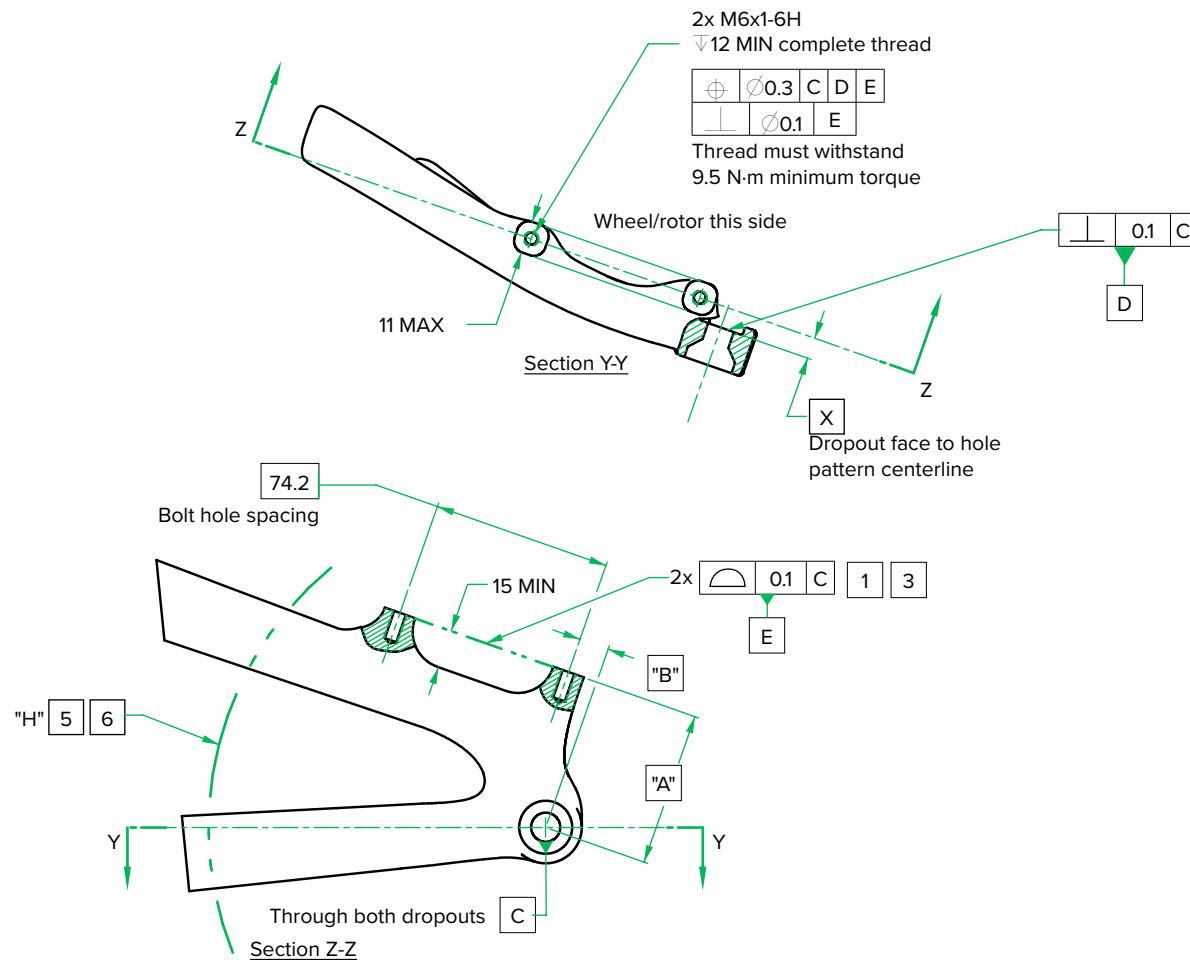 2x M6x1-6H
↧12 MIN complete thread
⌖ ∅0.3 C D E
⊥ ∅0.1 E
Thread must withstand
9.5 N·m minimum torque
Z
Wheel/rotor this side
⊥ 0.1 C
D
11 MAX
Section Y-Y
Z
X
Dropout face to hole
pattern centerline
74.2
Bolt hole spacing
15 MIN
2x ⌓ 0.1 C 1 3
E
"B"
"H" 5 6
"A"
Y
Y
Through both dropouts C
Section Z-Z